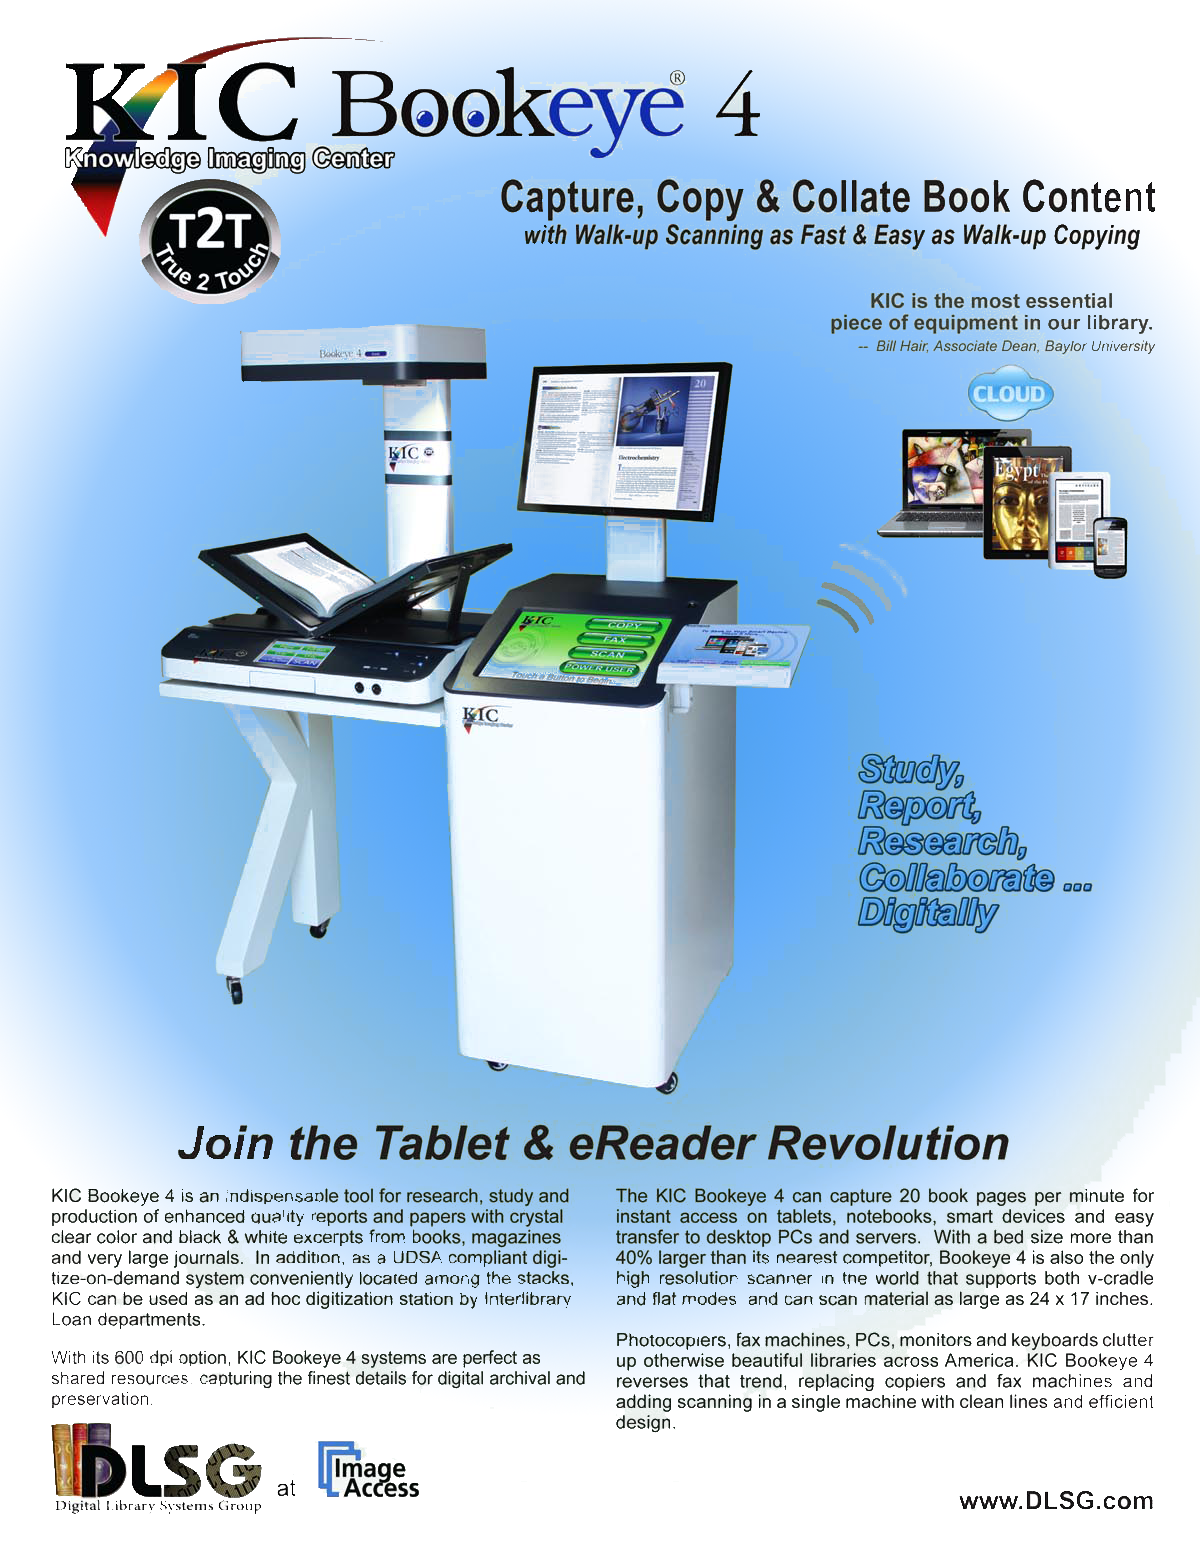 KIC Bookeye® 4
Knowledge Imaging Center
T2T
True 2 Touch
Capture, Copy & Collate Book Content
with Walk-up Scanning as Fast & Easy as Walk-up Copying
KIC is the most essential
piece of equipment in our library.
-- Bill Hair, Associate Dean, Baylor University
CLOUD
Bookeye 4
KIC
Electrochemistry
20
Egypt
KIC
COPY
FAX
SCAN
POWER USER
Touch a Button to Begin
KIC
SCAN
KIC
Knowledge Imaging Center
Study,
Report,
Research,
Collaborate ...
Digitally
Join the Tablet & eReader Revolution
KIC Bookeye 4 is an indispensable tool for research, study and
production of enhanced quality reports and papers with crystal
clear color and black & white excerpts from books, magazines
and very large journals. In addition, as a UDSA compliant digi-
tize-on-demand system conveniently located among the stacks,
KIC can be used as an ad hoc digitization station by Interlibrary
Loan departments.
With its 600 dpi option, KIC Bookeye 4 systems are perfect as
shared resources, capturing the finest details for digital archival and
preservation.
The KIC Bookeye 4 can capture 20 book pages per minute for
instant access on tablets, notebooks, smart devices and easy
transfer to desktop PCs and servers. With a bed size more than
40% larger than its nearest competitor, Bookeye 4 is also the only
high resolution scanner in the world that supports both v-cradle
and flat modes and can scan material as large as 24 x 17 inches.
Photocopiers, fax machines, PCs, monitors and keyboards clutter
up otherwise beautiful libraries across America. KIC Bookeye 4
reverses that trend, replacing copiers and fax machines and
adding scanning in a single machine with clean lines and efficient
design.
DLSG
Digital Library Systems Group
at
Image
Access
www.DLSG.com